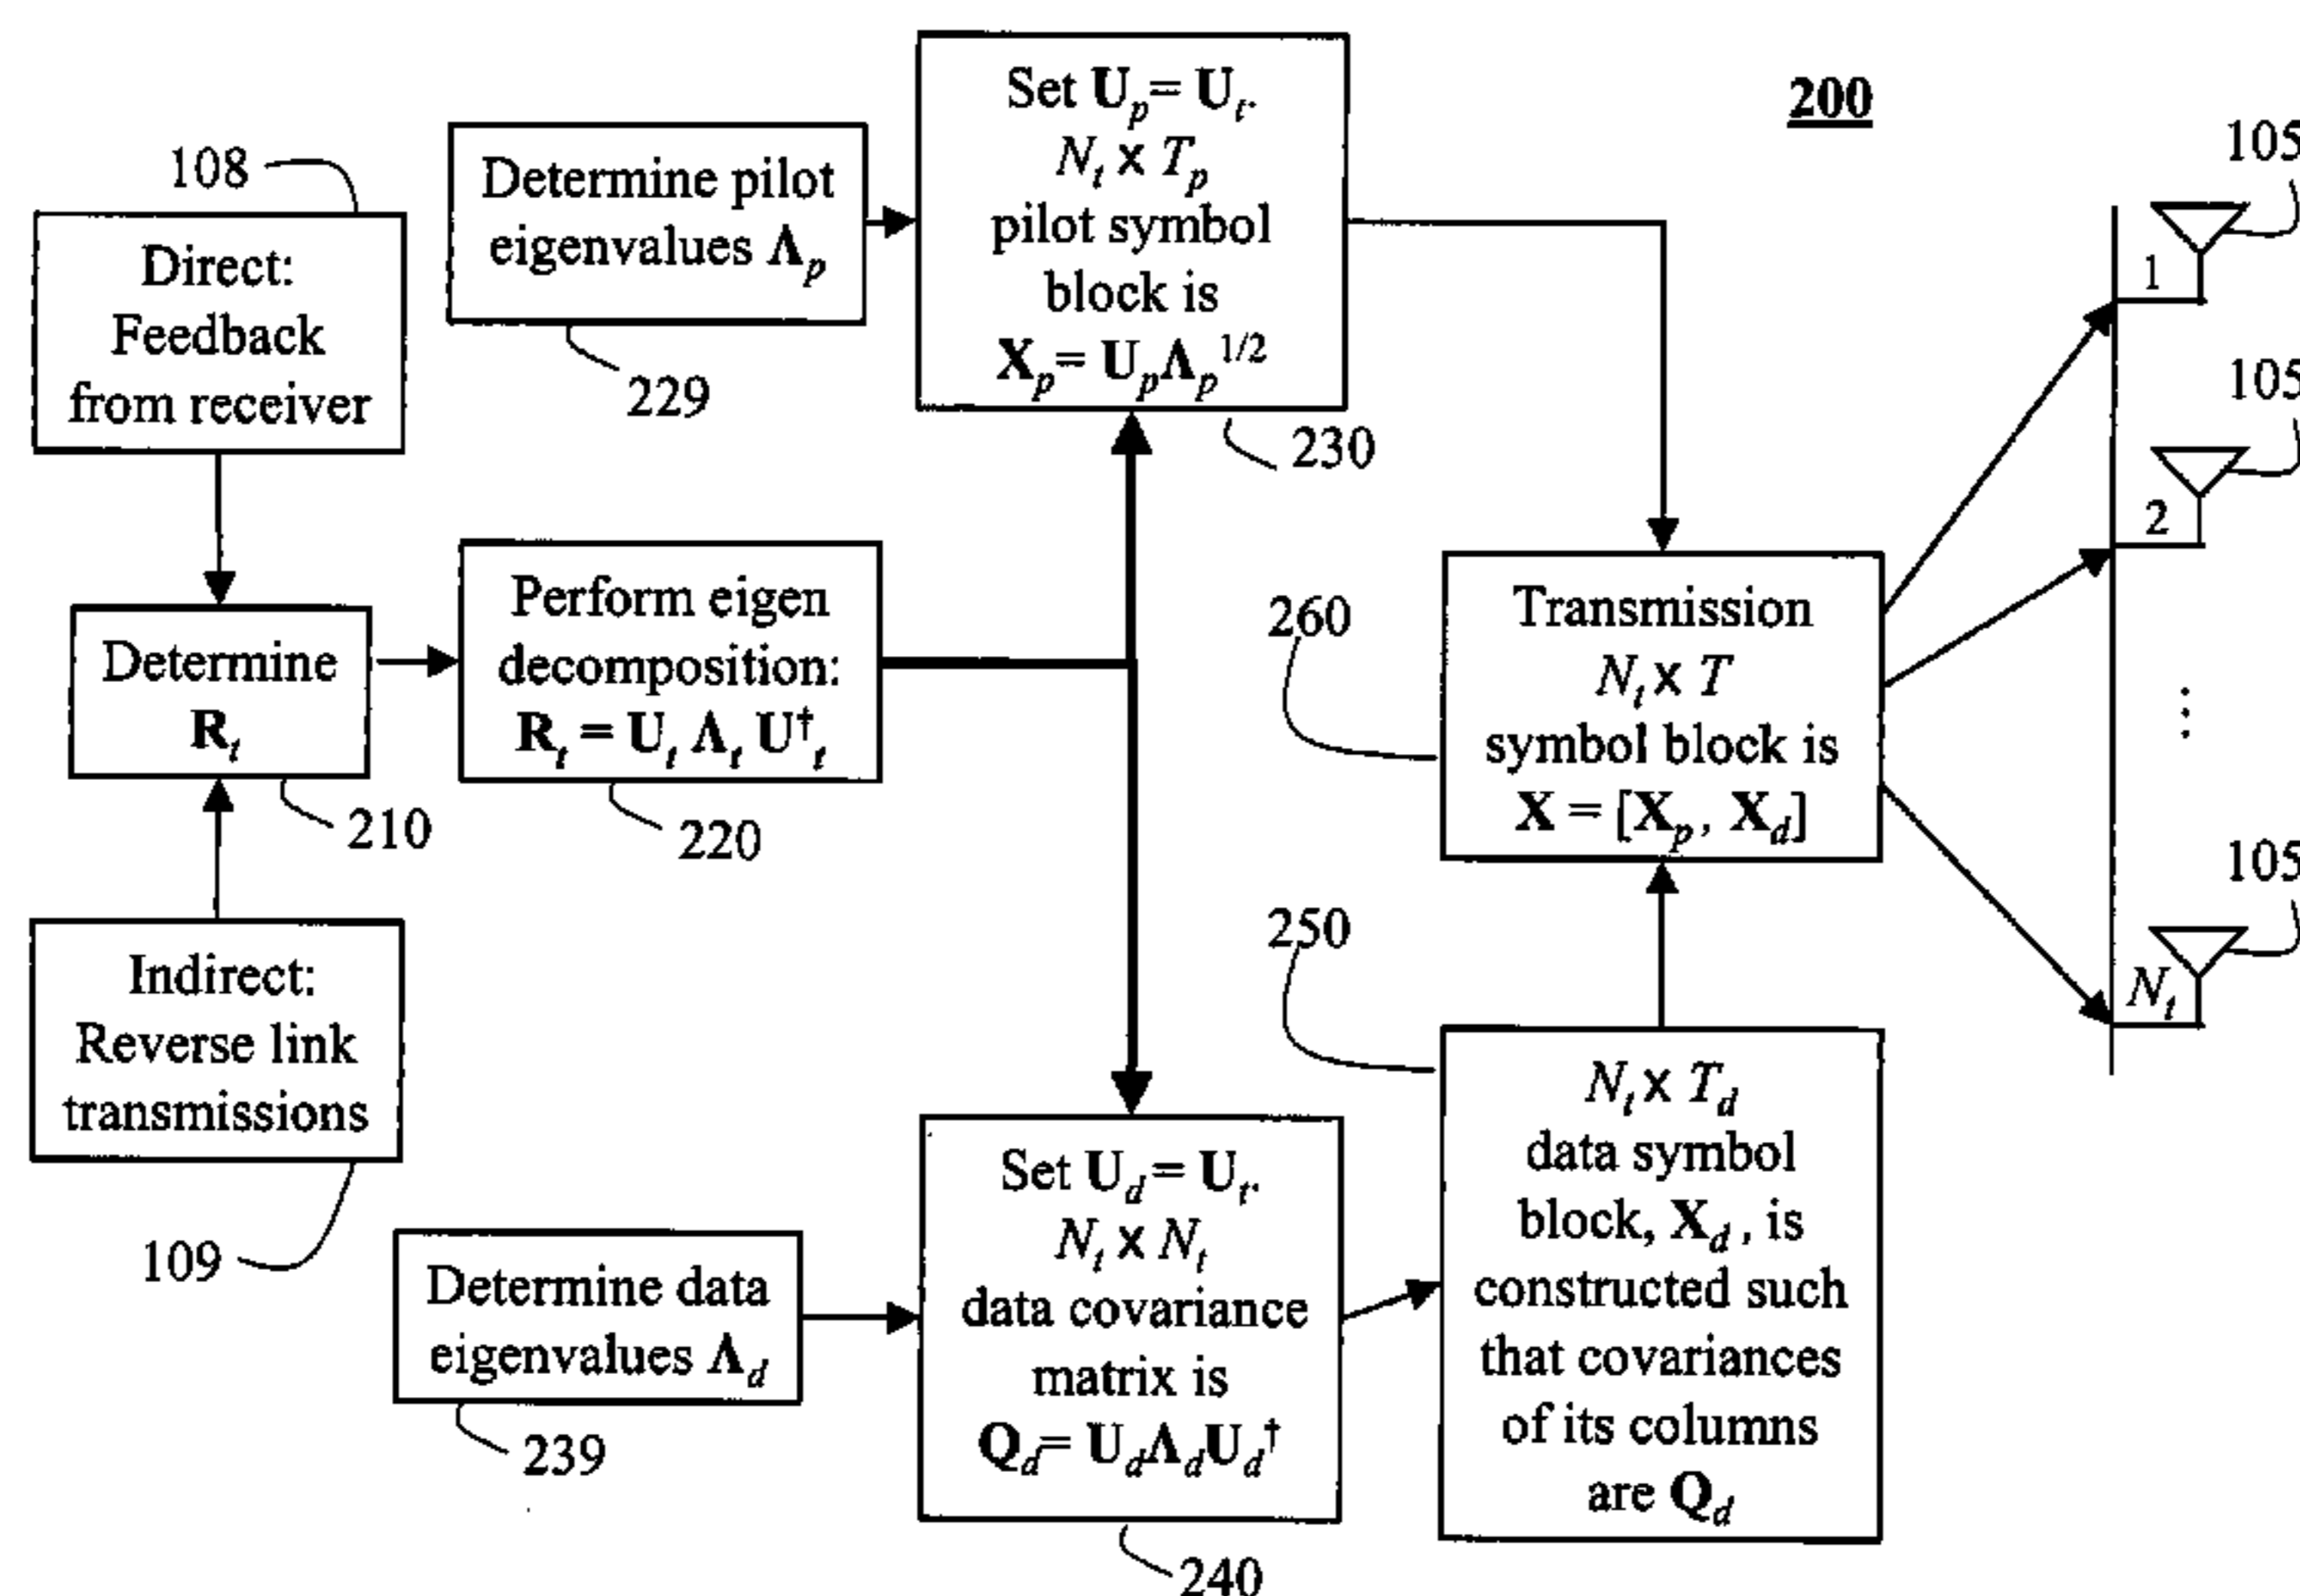 200
108
Direct:
Feedback
from receiver
Determine pilot
eigenvalues Λp
229
Set Up = Ut.
Nt × Tp
pilot symbol
block is
Xp = UpΛp^1/2
230
Determine
Rt
210
Perform eigen
decomposition:
Rt = Ut Λt U†t
220
Indirect:
Reverse link
transmissions
109
Determine data
eigenvalues Λd
239
Set Ud = Ut.
Nt × Nt
data covariance
matrix is
Qd = UdΛdUd†
240
250
Nt × Td
data symbol
block, Xd, is
constructed such
that covariances
of its columns
are Qd
260
Transmission
Nt × T
symbol block is
X = [Xp, Xd]
105
1
105
2
⋮
105
Nt